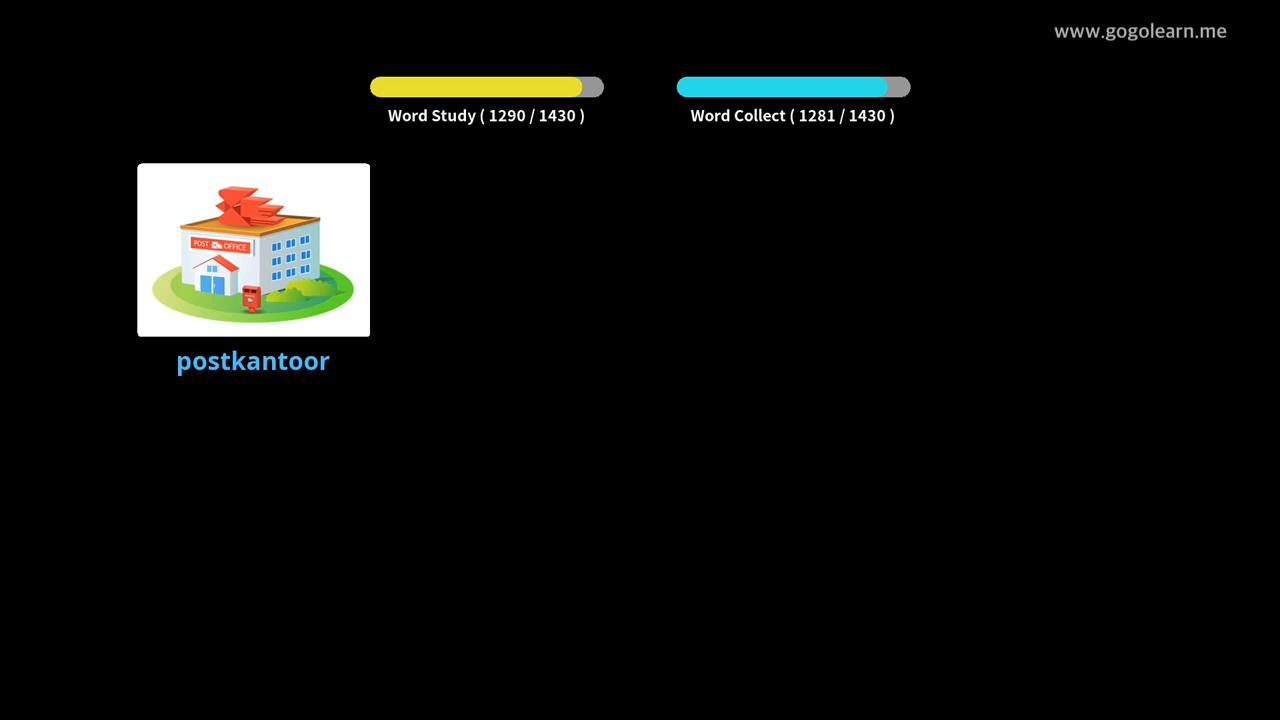 www.gogolearn.me
Word Study ( 1290 / 1430 )
Word Collect ( 1281 / 1430 )
POST OFFICE
postkantoor